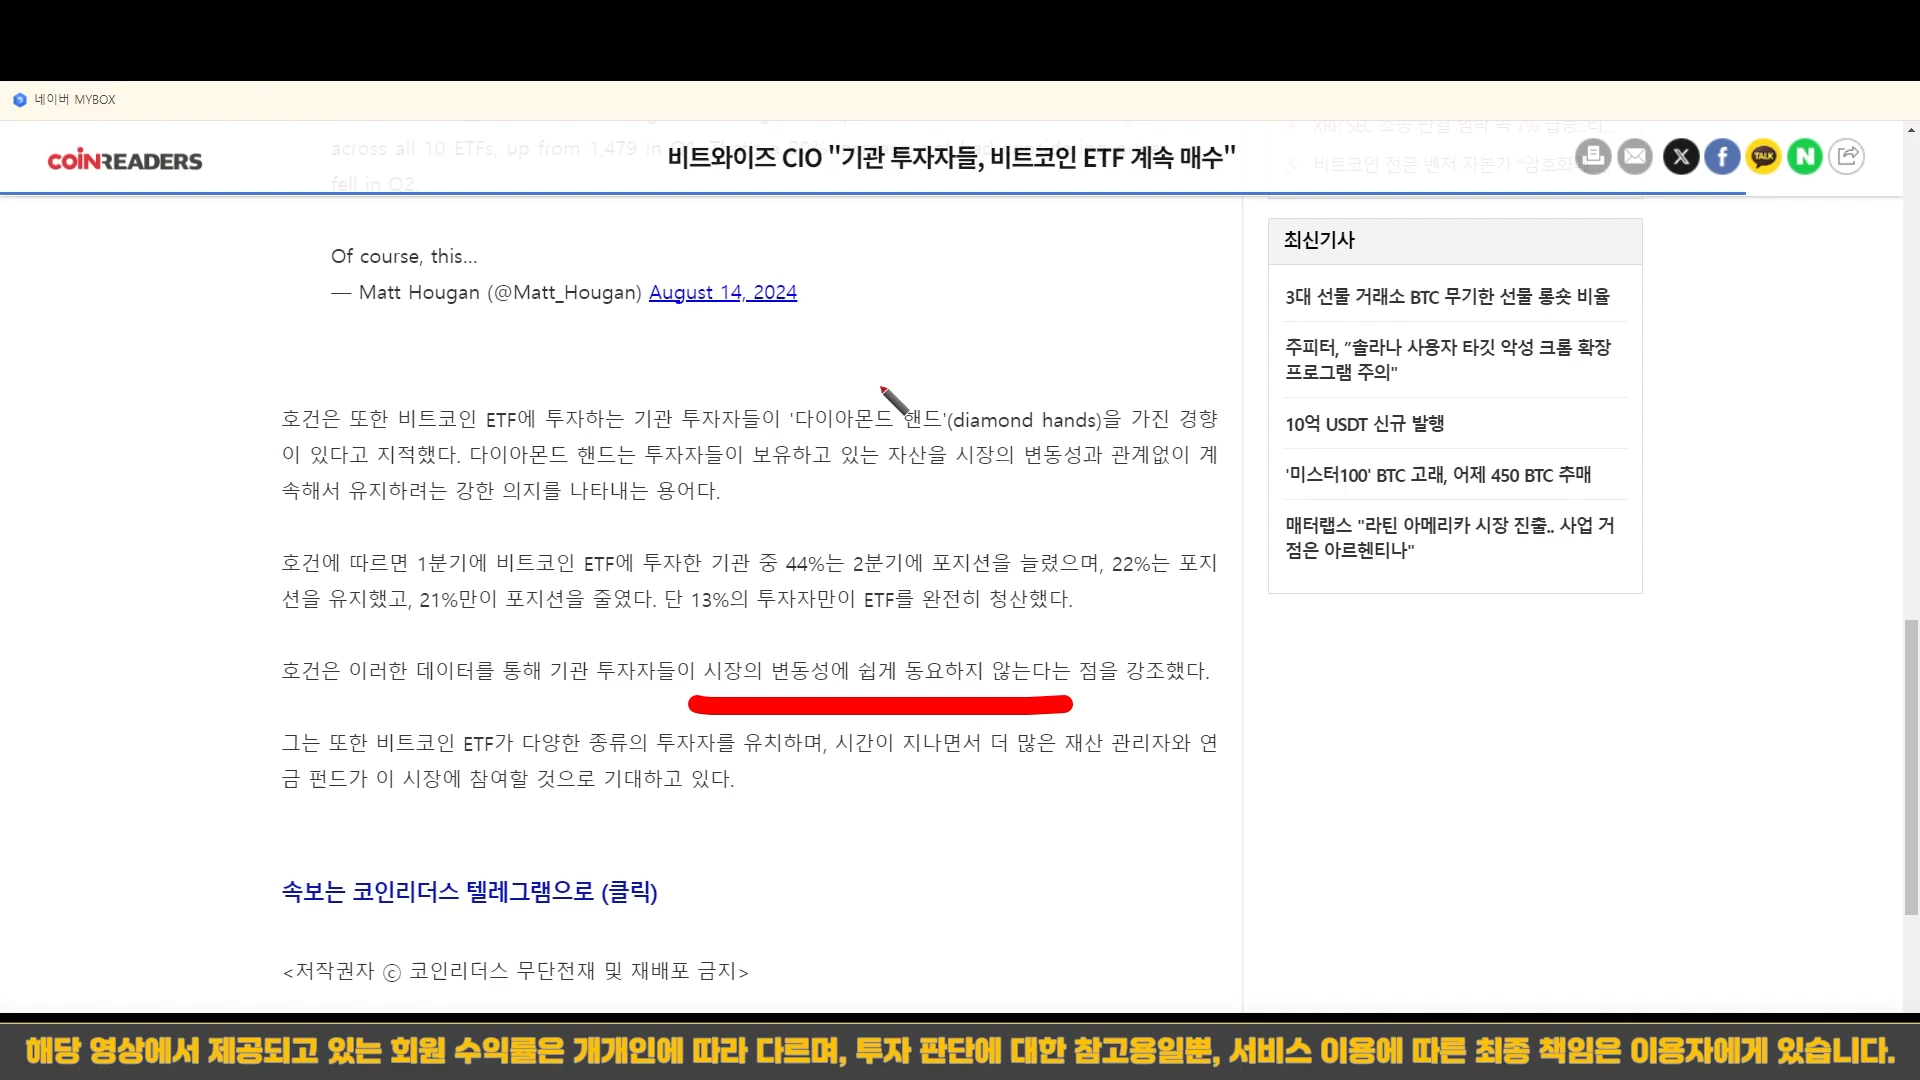 네이버 MYBOX
COINREADERS
비트와이즈 CIO "기관 투자자들, 비트코인 ETF 계속 매수"
TALK
across all 10 ETFs, up from 1,479 in
fell in Q2.
Of course, this…
— Matt Hougan (@Matt_Hougan) August 14, 2024
호건은 또한 비트코인 ETF에 투자하는 기관 투자자들이 '다이아몬드 핸드'(diamond hands)을 가진 경향
이 있다고 지적했다. 다이아몬드 핸드는 투자자들이 보유하고 있는 자산을 시장의 변동성과 관계없이 계
속해서 유지하려는 강한 의지를 나타내는 용어다.
호건에 따르면 1분기에 비트코인 ETF에 투자한 기관 중 44%는 2분기에 포지션을 늘렸으며, 22%는 포지
션을 유지했고, 21%만이 포지션을 줄였다. 단 13%의 투자자만이 ETF를 완전히 청산했다.
호건은 이러한 데이터를 통해 기관 투자자들이 시장의 변동성에 쉽게 동요하지 않는다는 점을 강조했다.
그는 또한 비트코인 ETF가 다양한 종류의 투자자를 유치하며, 시간이 지나면서 더 많은 재산 관리자와 연
금 펀드가 이 시장에 참여할 것으로 기대하고 있다.
속보는 코인리더스 텔레그램으로 (클릭)
<저작권자 ⓒ 코인리더스 무단전재 및 재배포 금지>
5 비트코인 전문 벤처 자본가 "암호화
최신기사
3대 선물 거래소 BTC 무기한 선물 롱숏 비율
주피터, ”솔라나 사용자 타깃 악성 크롬 확장
프로그램 주의"
10억 USDT 신규 발행
'미스터100' BTC 고래, 어제 450 BTC 추매
매터랩스 "라틴 아메리카 시장 진출.. 사업 거
점은 아르헨티나"
해당 영상에서 제공되고 있는 회원 수익률은 개개인에 따라 다르며, 투자 판단에 대한 참고용일뿐, 서비스 이용에 따른 최종 책임은 이용자에게 있습니다.